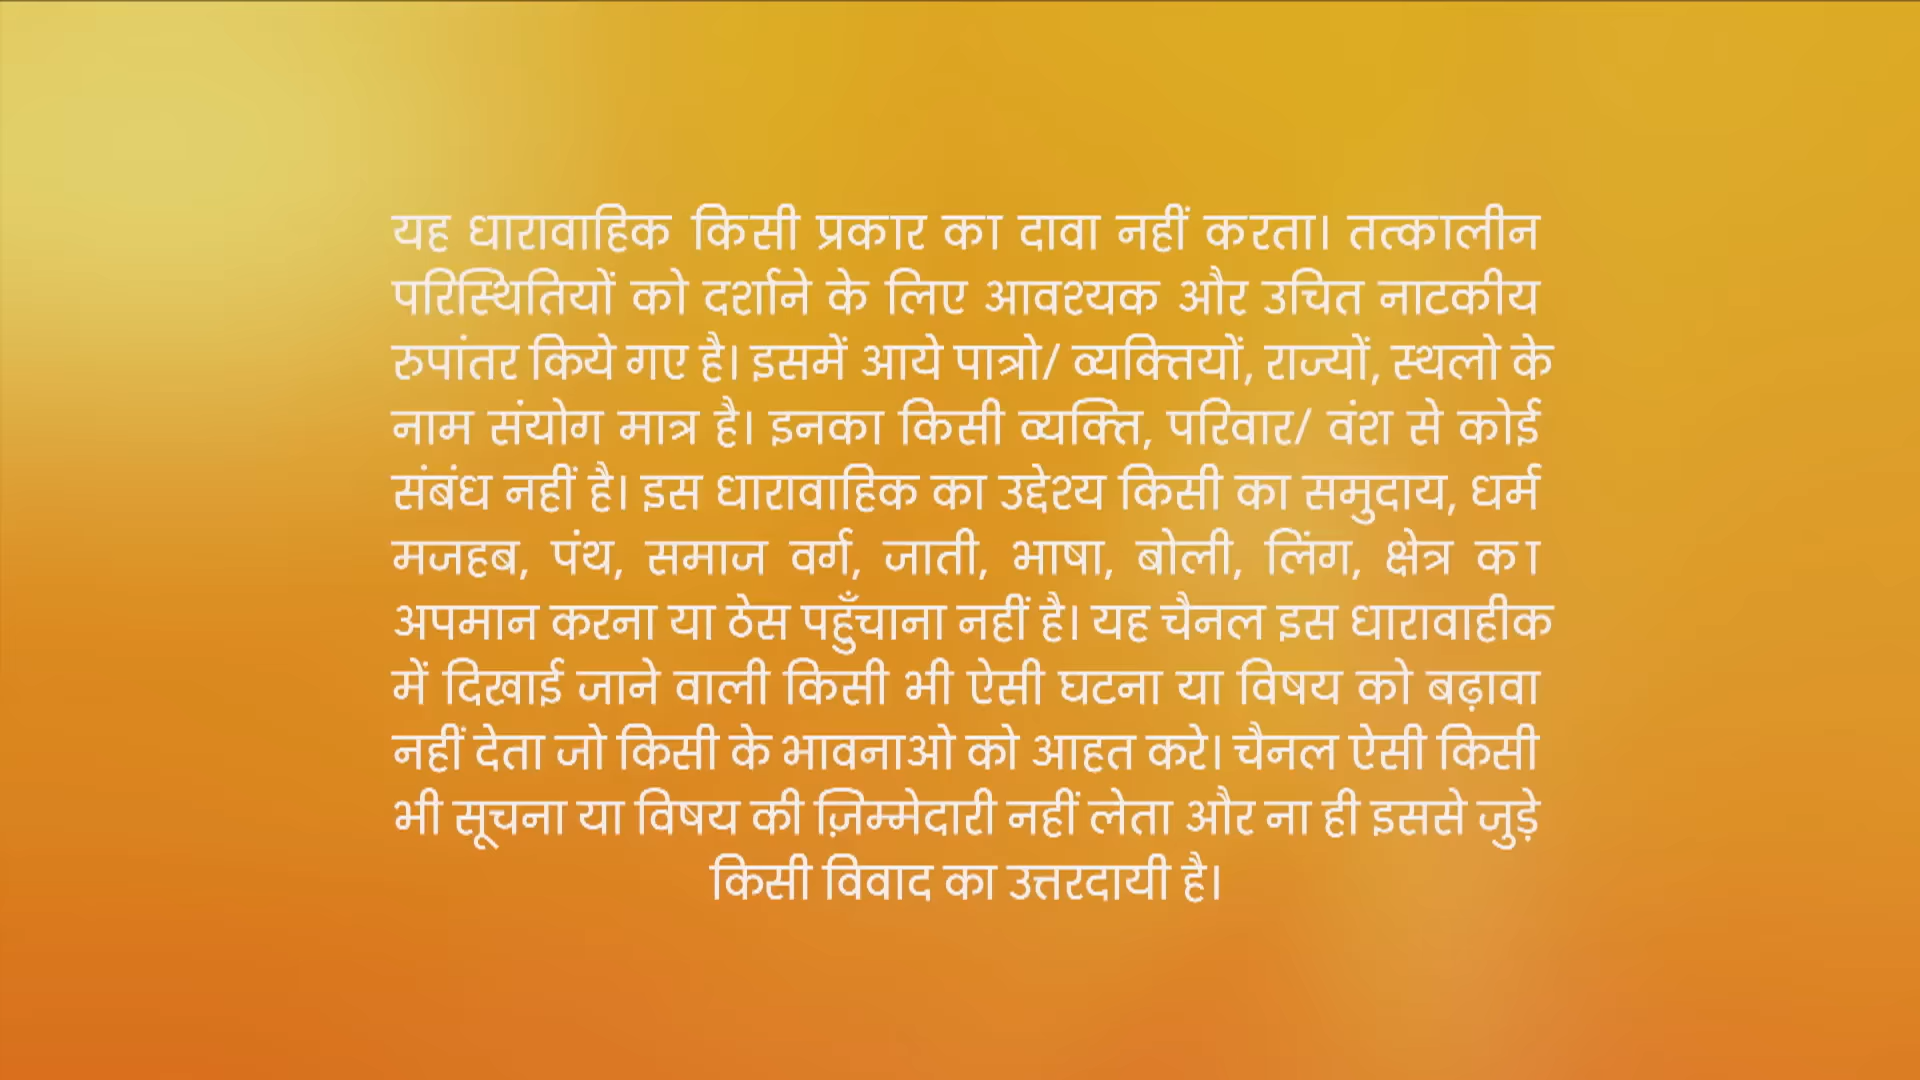 यह धारावाहिक किसी प्रकार का दावा नहीं करता। तत्कालीन
परिस्थितियों को दर्शाने के लिए आवश्यक और उचित नाटकीय
रुपांतर किये गए है। इसमें आये पात्रो/ व्यक्तियों, राज्यों, स्थलो के
नाम संयोग मात्र है। इनका किसी व्यक्ति, परिवार/ वंश से कोई
संबंध नहीं है। इस धारावाहिक का उद्देश्य किसी का समुदाय, धर्म
मजहब, पंथ, समाज वर्ग, जाती, भाषा, बोली, लिंग, क्षेत्र का
अपमान करना या ठेस पहुँचाना नहीं है। यह चैनल इस धारावाहीक
में दिखाई जाने वाली किसी भी ऐसी घटना या विषय को बढ़ावा
नहीं देता जो किसी के भावनाओ को आहत करे। चैनल ऐसी किसी
भी सूचना या विषय की ज़िम्मेदारी नहीं लेता और ना ही इससे जुड़े
किसी विवाद का उत्तरदायी है।